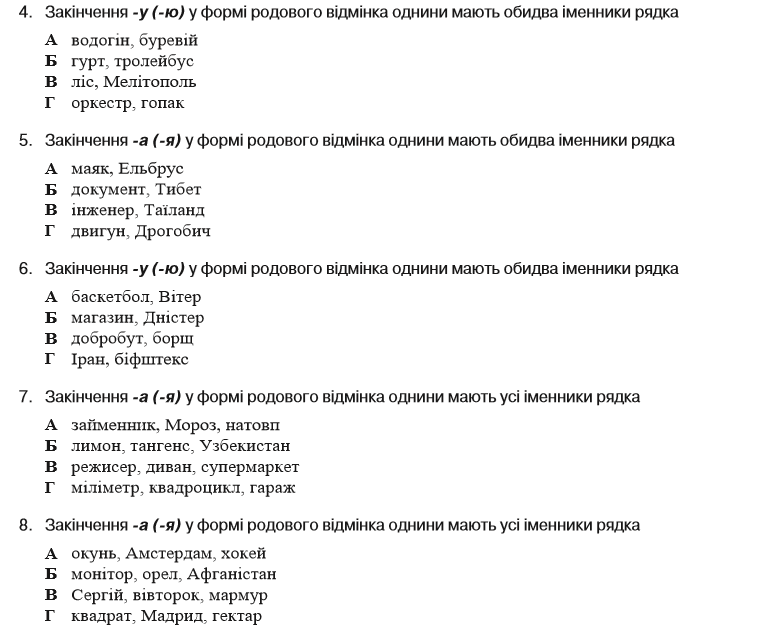 4. Закінчення -у (-ю) у формі родового відмінка однини мають обидва іменники рядка
А водогін, буревій
Б гурт, тролейбус
В ліс, Мелітополь
Г оркестр, гопак
5. Закінчення -а (-я) у формі родового відмінка однини мають обидва іменники рядка
А маяк, Ельбрус
Б документ, Тибет
В інженер, Таїланд
Г двигун, Дрогобич
6. Закінчення -у (-ю) у формі родового відмінка однини мають обидва іменники рядка
А баскетбол, Вітер
Б магазин, Дністер
В добробут, борщ
Г Іран, біфштекс
7. Закінчення -а (-я) у формі родового відмінка однини мають усі іменники рядка
А займенник, Мороз, натовп
Б лимон, тангенс, Узбекистан
В режисер, диван, супермаркет
Г міліметр, квадроцикл, гараж
8. Закінчення -а (-я) у формі родового відмінка однини мають усі іменники рядка
А окунь, Амстердам, хокей
Б монітор, орел, Афганістан
В Сергій, вівторок, мармур
Г квадрат, Мадрид, гектар